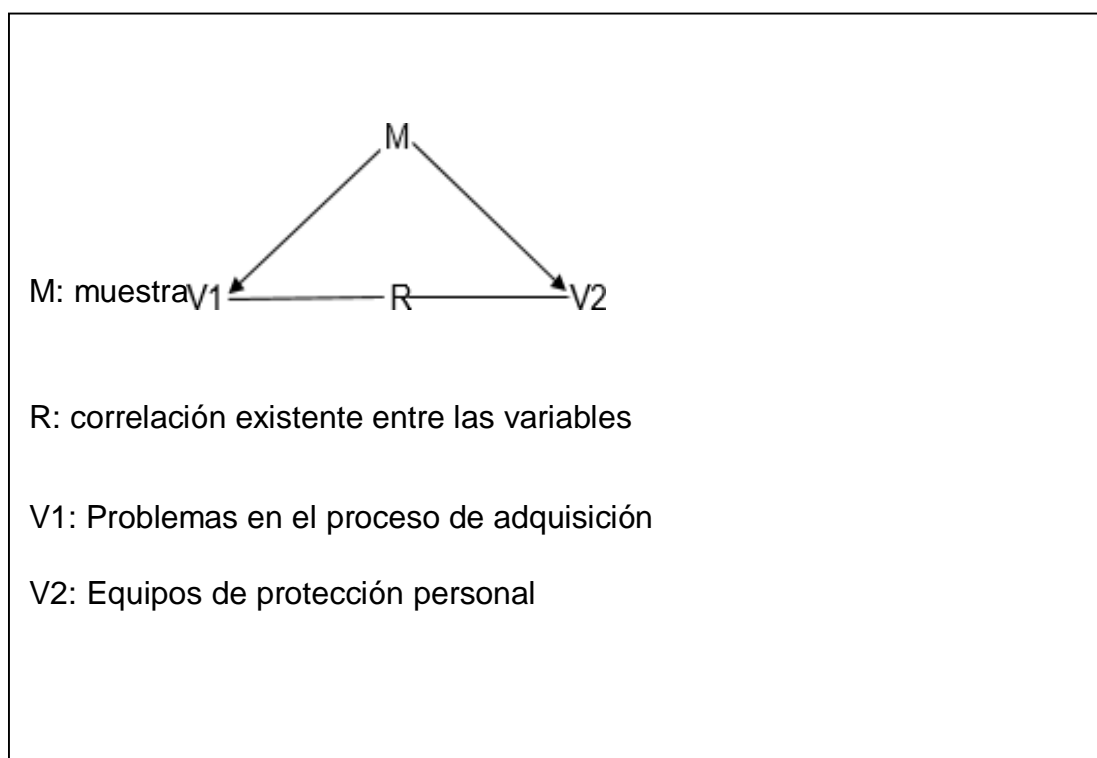 M
M: muestra V1 R V2
R: correlación existente entre las variables
V1: Problemas en el proceso de adquisición
V2: Equipos de protección personal